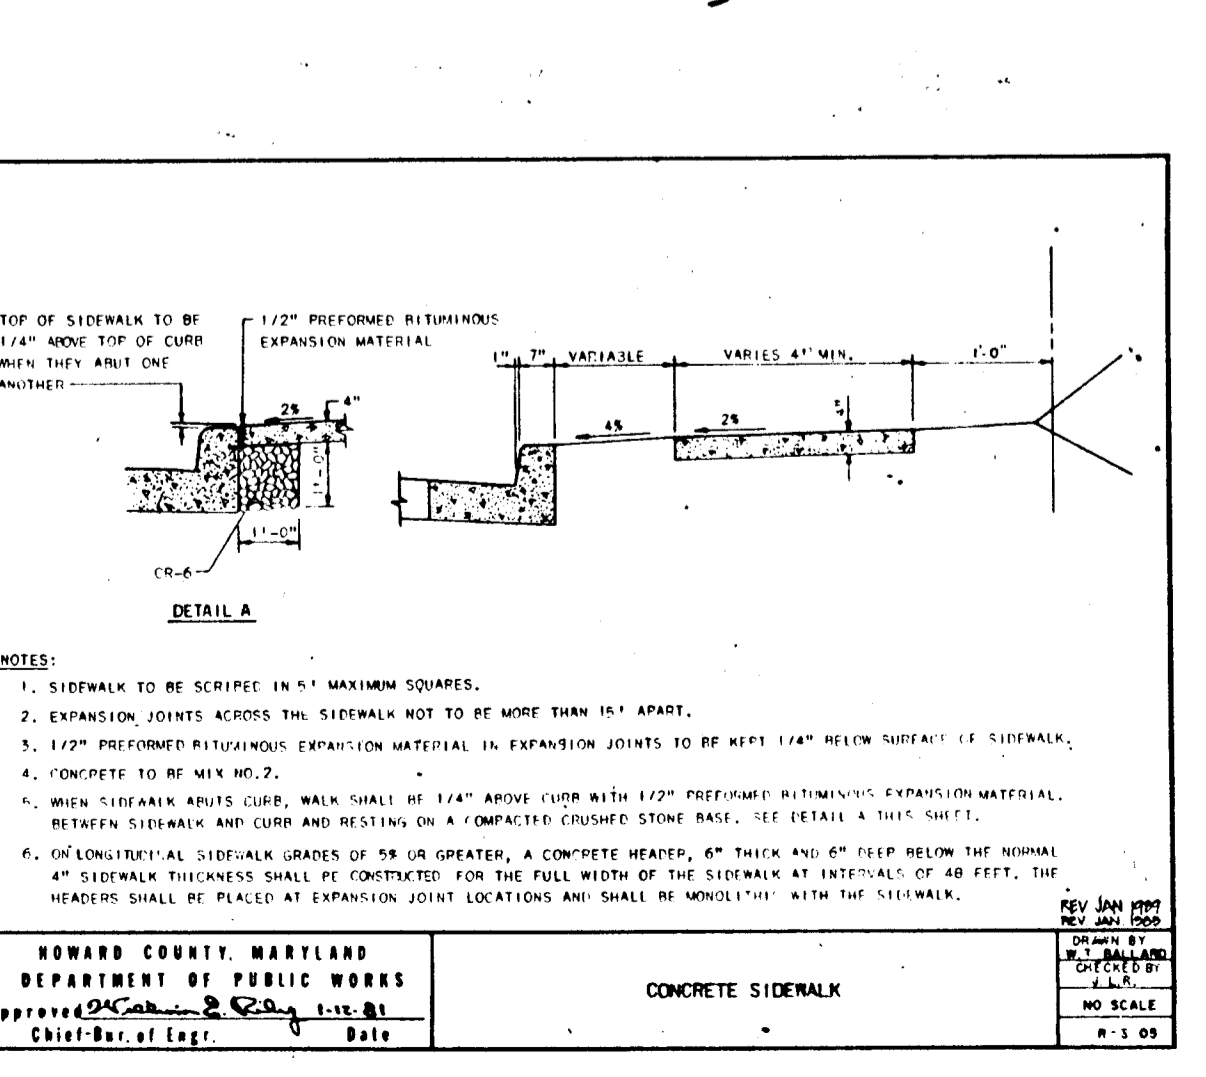 TOP OF SIDEWALK TO BE
1/4" ABOVE TOP OF CURB
WHEN THEY ABUT ONE
ANOTHER
1/2" PREFORMED BITUMINOUS
EXPANSION MATERIAL
2%
4"
1'-0"
1'-0"
CR-6
DETAIL A
1"
7"
VARIABLE
VARIES 4' MIN.
1'-0"
4%
2%
4"
NOTES:
1. SIDEWALK TO BE SCRIBED IN 5' MAXIMUM SQUARES.
2. EXPANSION JOINTS ACROSS THE SIDEWALK NOT TO BE MORE THAN 15' APART.
3. 1/2" PREFORMED BITUMINOUS EXPANSION MATERIAL IN EXPANSION JOINTS TO BE KEPT 1/4" BELOW SURFACE OF SIDEWALK.
4. CONCRETE TO BE MIX NO.2.
5. WHEN SIDEWALK ABUTS CURB, WALK SHALL BE 1/4" ABOVE CURB WITH 1/2" PREFORMED BITUMINOUS EXPANSION MATERIAL.
BETWEEN SIDEWALK AND CURB AND RESTING ON A COMPACTED CRUSHED STONE BASE. SEE DETAIL A THIS SHEET.
6. ON LONGITUDINAL SIDEWALK GRADES OF 5% OR GREATER, A CONCRETE HEADER, 6" THICK AND 6" DEEP BELOW THE NORMAL
4" SIDEWALK THICKNESS SHALL BE CONSTRUCTED FOR THE FULL WIDTH OF THE SIDEWALK AT INTERVALS OF 48 FEET. THE
HEADERS SHALL BE PLACED AT EXPANSION JOINT LOCATIONS AND SHALL BE MONOLITHIC WITH THE SIDEWALK.
REV JAN 1989
REV JAN
HOWARD COUNTY, MARYLAND
DEPARTMENT OF PUBLIC WORKS
pproved William E. Riley 1-12-81
Chief-Bur. of Engr. Date
CONCRETE SIDEWALK
DRAWN BY
W.T. BALLARD
CHECKED BY
J.L.R.
NO SCALE
R-3 05